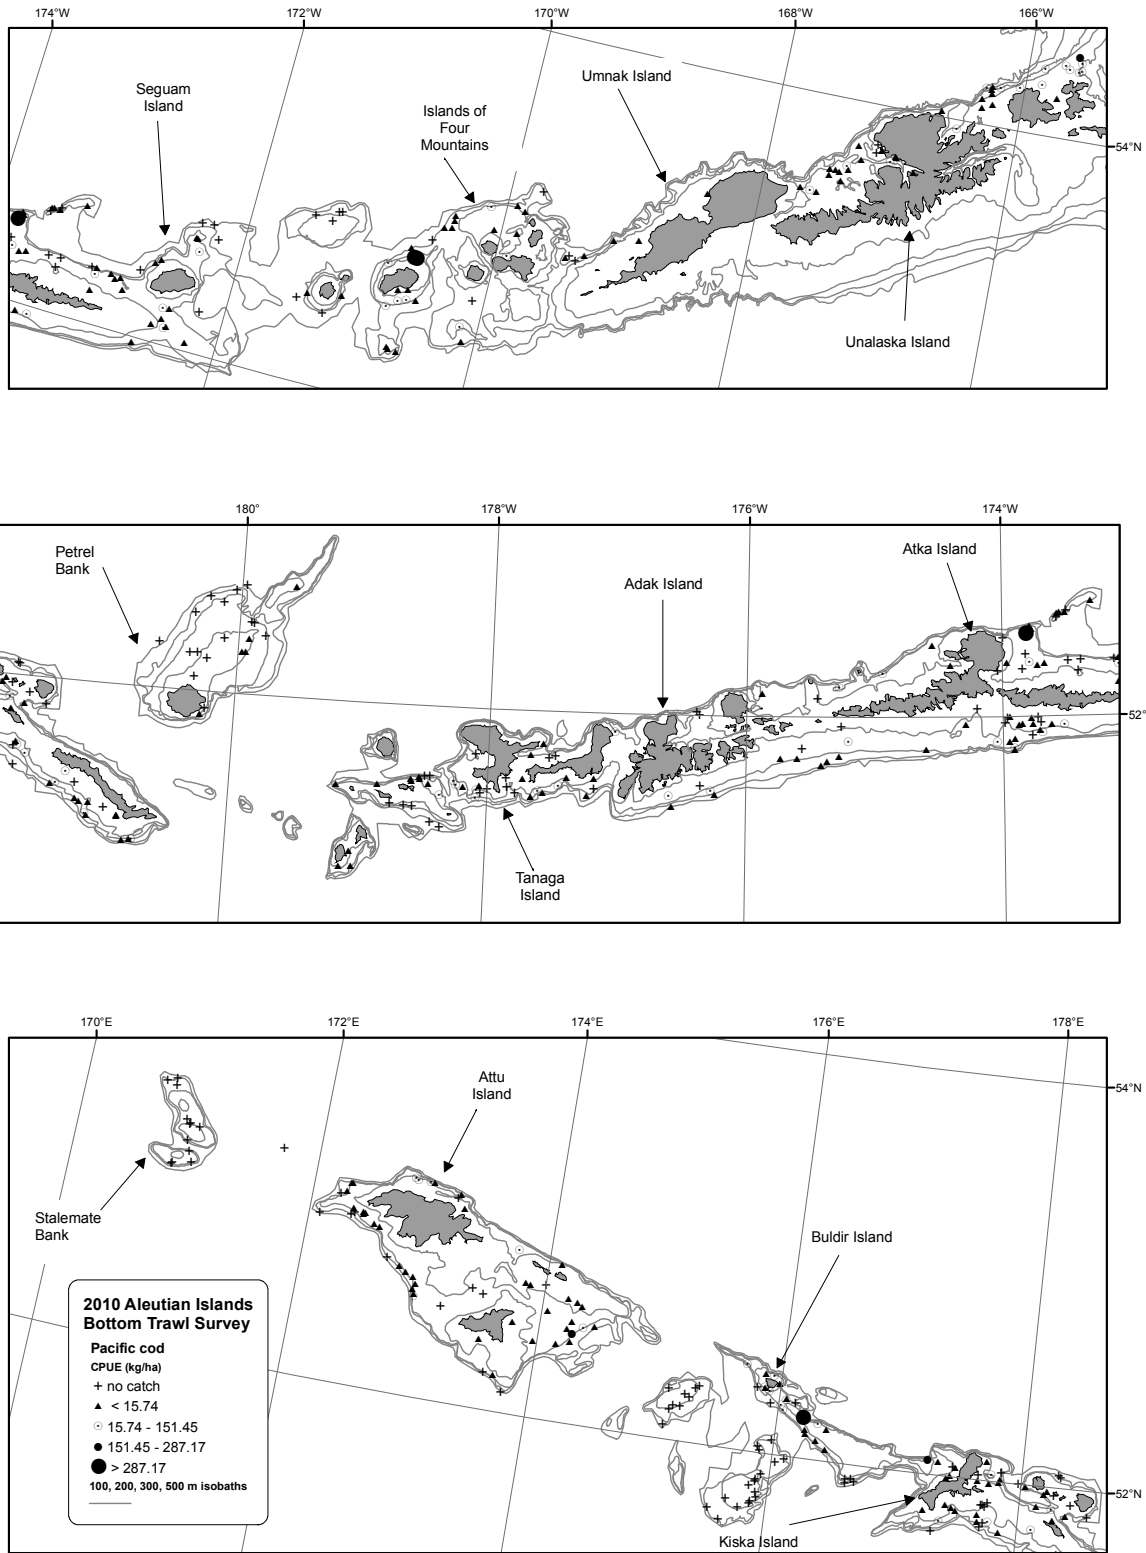 174°W
172°W
170°W
168°W
166°W
Seguam
Island
Islands of
Four
Mountains
Umnak Island
54°N
Unalaska Island
180°
178°W
176°W
174°W
Petrel
Bank
Adak Island
Atka Island
52°
Tanaga
Island
170°E
172°E
174°E
176°E
178°E
Attu
Island
54°N
Stalemate
Bank
Buldir Island
2010 Aleutian Islands
Bottom Trawl Survey
Pacific cod
CPUE (kg/ha)
no catch
< 15.74
15.74 - 151.45
151.45 - 287.17
> 287.17
100, 200, 300, 500 m isobaths
52°N
Kiska Island